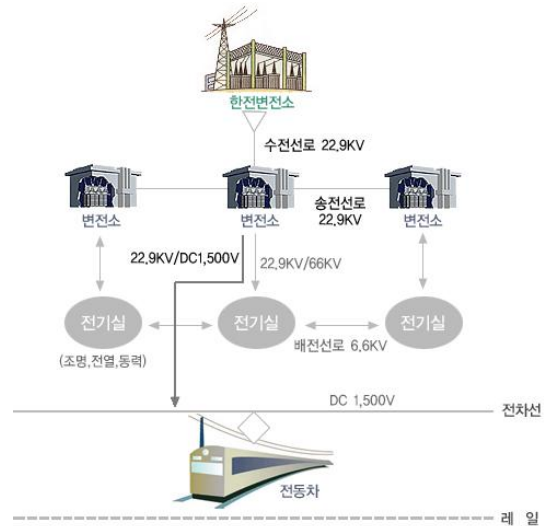 한전변전소
수전선로 22.9KV
변전소
변전소
송전선로
22.9KV
변전소
22.9KV/DC1,500V
22.9KV/66KV
전기실
전기실
전기실
(조명,전열,동력)
배전선로 6.6KV
DC 1,500V
전차선
전동차
레 일